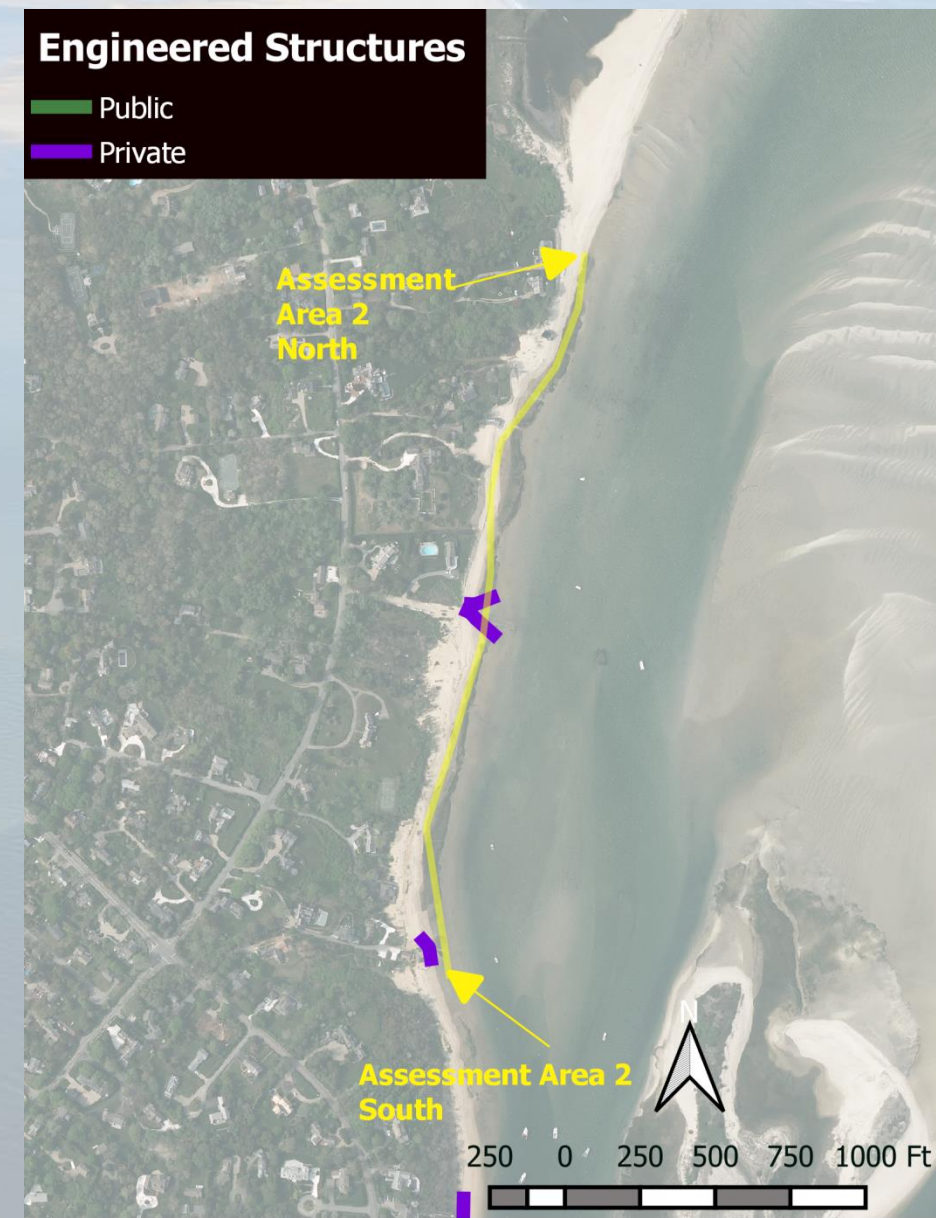 Engineered Structures
Public
Private
Assessment
Area 2
North
Assessment Area 2
South
N
250 0 250 500 750 1000 Ft